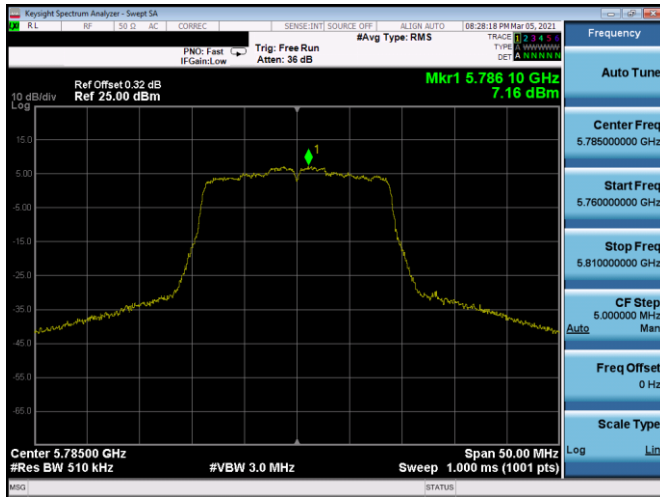 Keysight Spectrum Analyzer - Swept SA
RL RF 50 Ω AC CORREC SENSE:INT SOURCE OFF ALIGN AUTO 08:28:18 PM Mar 05, 2021
#Avg Type: RMS
TRACE 1 2 3 4 5 6
PNO: Fast Trig: Free Run TYPE A WWWWW
IFGain:Low Atten: 36 dB DET A N N N N N
Mkr1 5.786 10 GHz
7.16 dBm
Ref Offset 0.32 dB
10 dB/div Ref 25.00 dBm
Log
15.0
1
5.00
-5.00
-15.0
-25.0
-35.0
-45.0
-55.0
-65.0
Center 5.78500 GHz Span 50.00 MHz
#Res BW 510 kHz #VBW 3.0 MHz Sweep 1.000 ms (1001 pts)
MSG STATUS
Frequency
Auto Tune
Center Freq
5.785000000 GHz
Start Freq
5.760000000 GHz
Stop Freq
5.810000000 GHz
CF Step
5.000000 MHz
Auto Man
Freq Offset
0 Hz
Scale Type
Log Lin